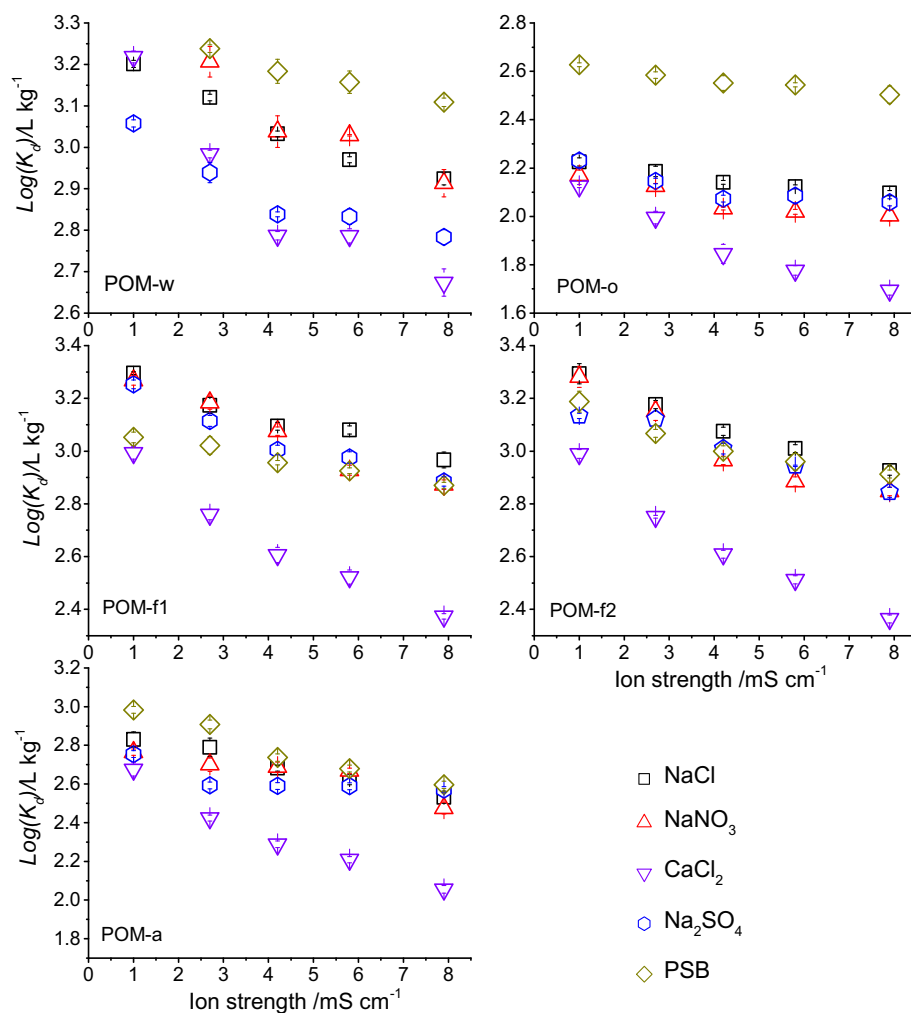 3.3
3.2
3.1
3.0
2.9
2.8
2.7
2.6
Log(K_d)/L kg⁻¹
POM-w
0 1 2 3 4 5 6 7 8
2.8
2.6
2.4
2.2
2.0
1.8
1.6
POM-o
0 1 2 3 4 5 6 7 8
3.4
3.2
3.0
2.8
2.6
2.4
Log(K_d)/L kg⁻¹
POM-f1
0 1 2 3 4 5 6 7 8
3.4
3.2
3.0
2.8
2.6
2.4
POM-f2
0 1 2 3 4 5 6 7 8
Ion strength /mS cm⁻¹
3.2
3.0
2.8
2.6
2.4
2.2
2.0
1.8
Log(K_d)/L kg⁻¹
POM-a
0 1 2 3 4 5 6 7 8
Ion strength /mS cm⁻¹
NaCl
NaNO₃
CaCl₂
Na₂SO₄
PSB